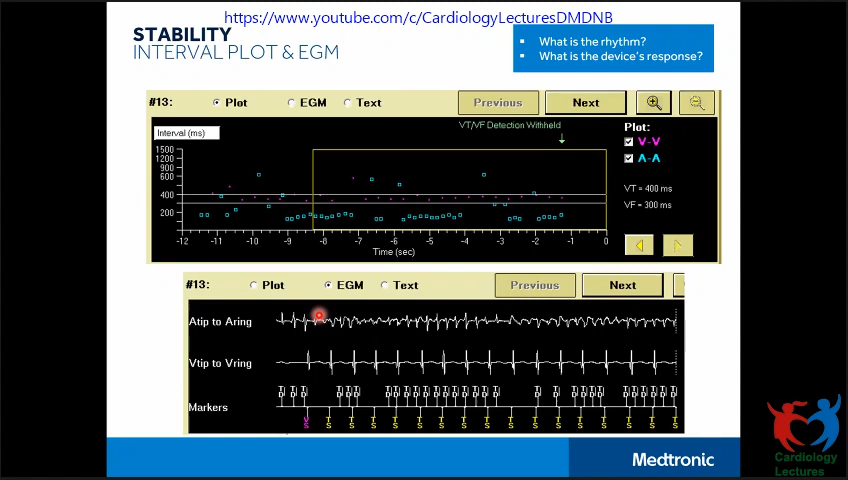 https://www.youtube.com/c/CardiologyLecturesDMDNB
STABILITY
INTERVAL PLOT & EGM
What is the rhythm?
What is the device's response?
#13: Plot EGM Text Previous Next
VT/VF Detection Withheld
Interval (ms)
1500
1200
900
600
400
200
-12 -11 -10 -9 -8 -7 -6 -5 -4 -3 -2 -1 0
Time (sec)
Plot:
V-V
A-A
VT = 400 ms
VF = 300 ms
#13: Plot EGM Text Previous Next
Atip to Aring
Vtip to Vring
Markers
V S T S T S T S T S T S T S T S T S T S T S T S T S T S T S T S T S
Medtronic
Cardiology
Lectures